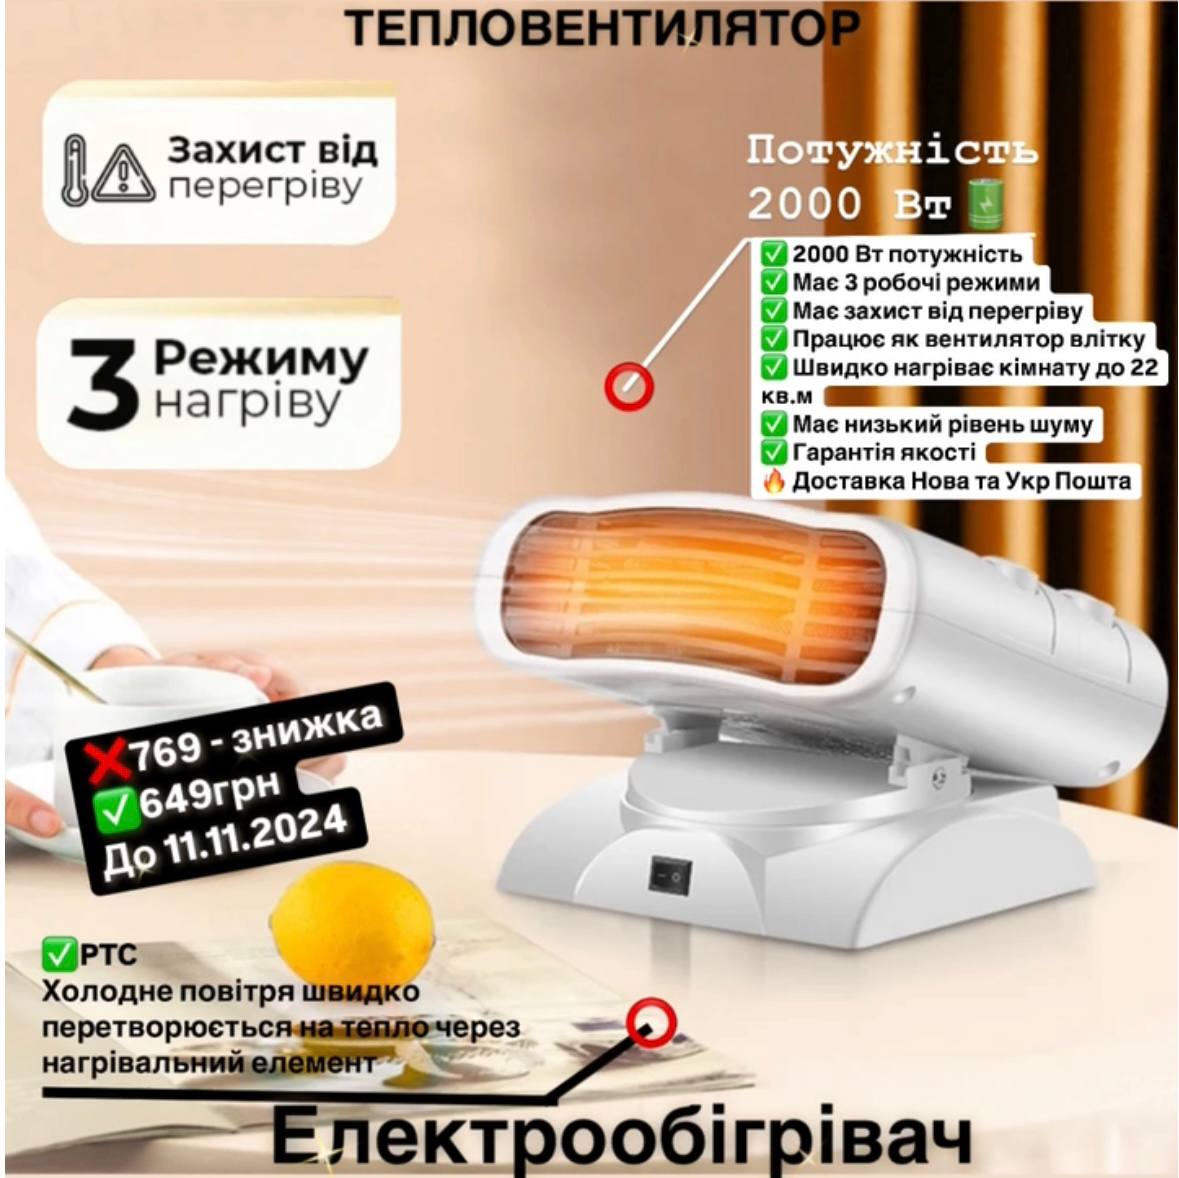 ТЕПЛОВЕНТИЛЯТОР
Захист від
перегріву
3 Режиму
нагріву
Потужність
2000 Вт
2000 Вт потужність
Має 3 робочі режими
Має захист від перегріву
Працює як вентилятор влітку
Швидко нагріває кімнату до 22
кв.м
Має низький рівень шуму
Гарантія якості
Доставка Нова та Укр Пошта
769 - знижка
649грн
До 11.11.2024
РТС
Холодне повітря швидко
перетворюється на тепло через
нагрівальний елемент
Електрообігрівач